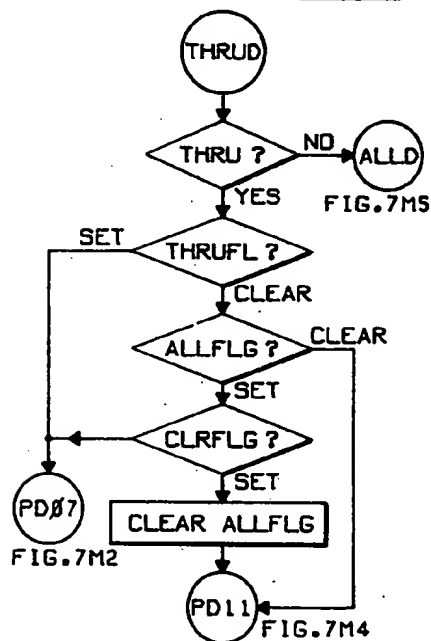 THRUD
THRU ?
NO
ALLD
FIG.7M5
YES
SET
THRUFL ?
CLEAR
ALLFLG ?
CLEAR
SET
CLRFLG ?
SET
PDØ7
FIG.7M2
CLEAR ALLFLG
PD11
FIG.7M4